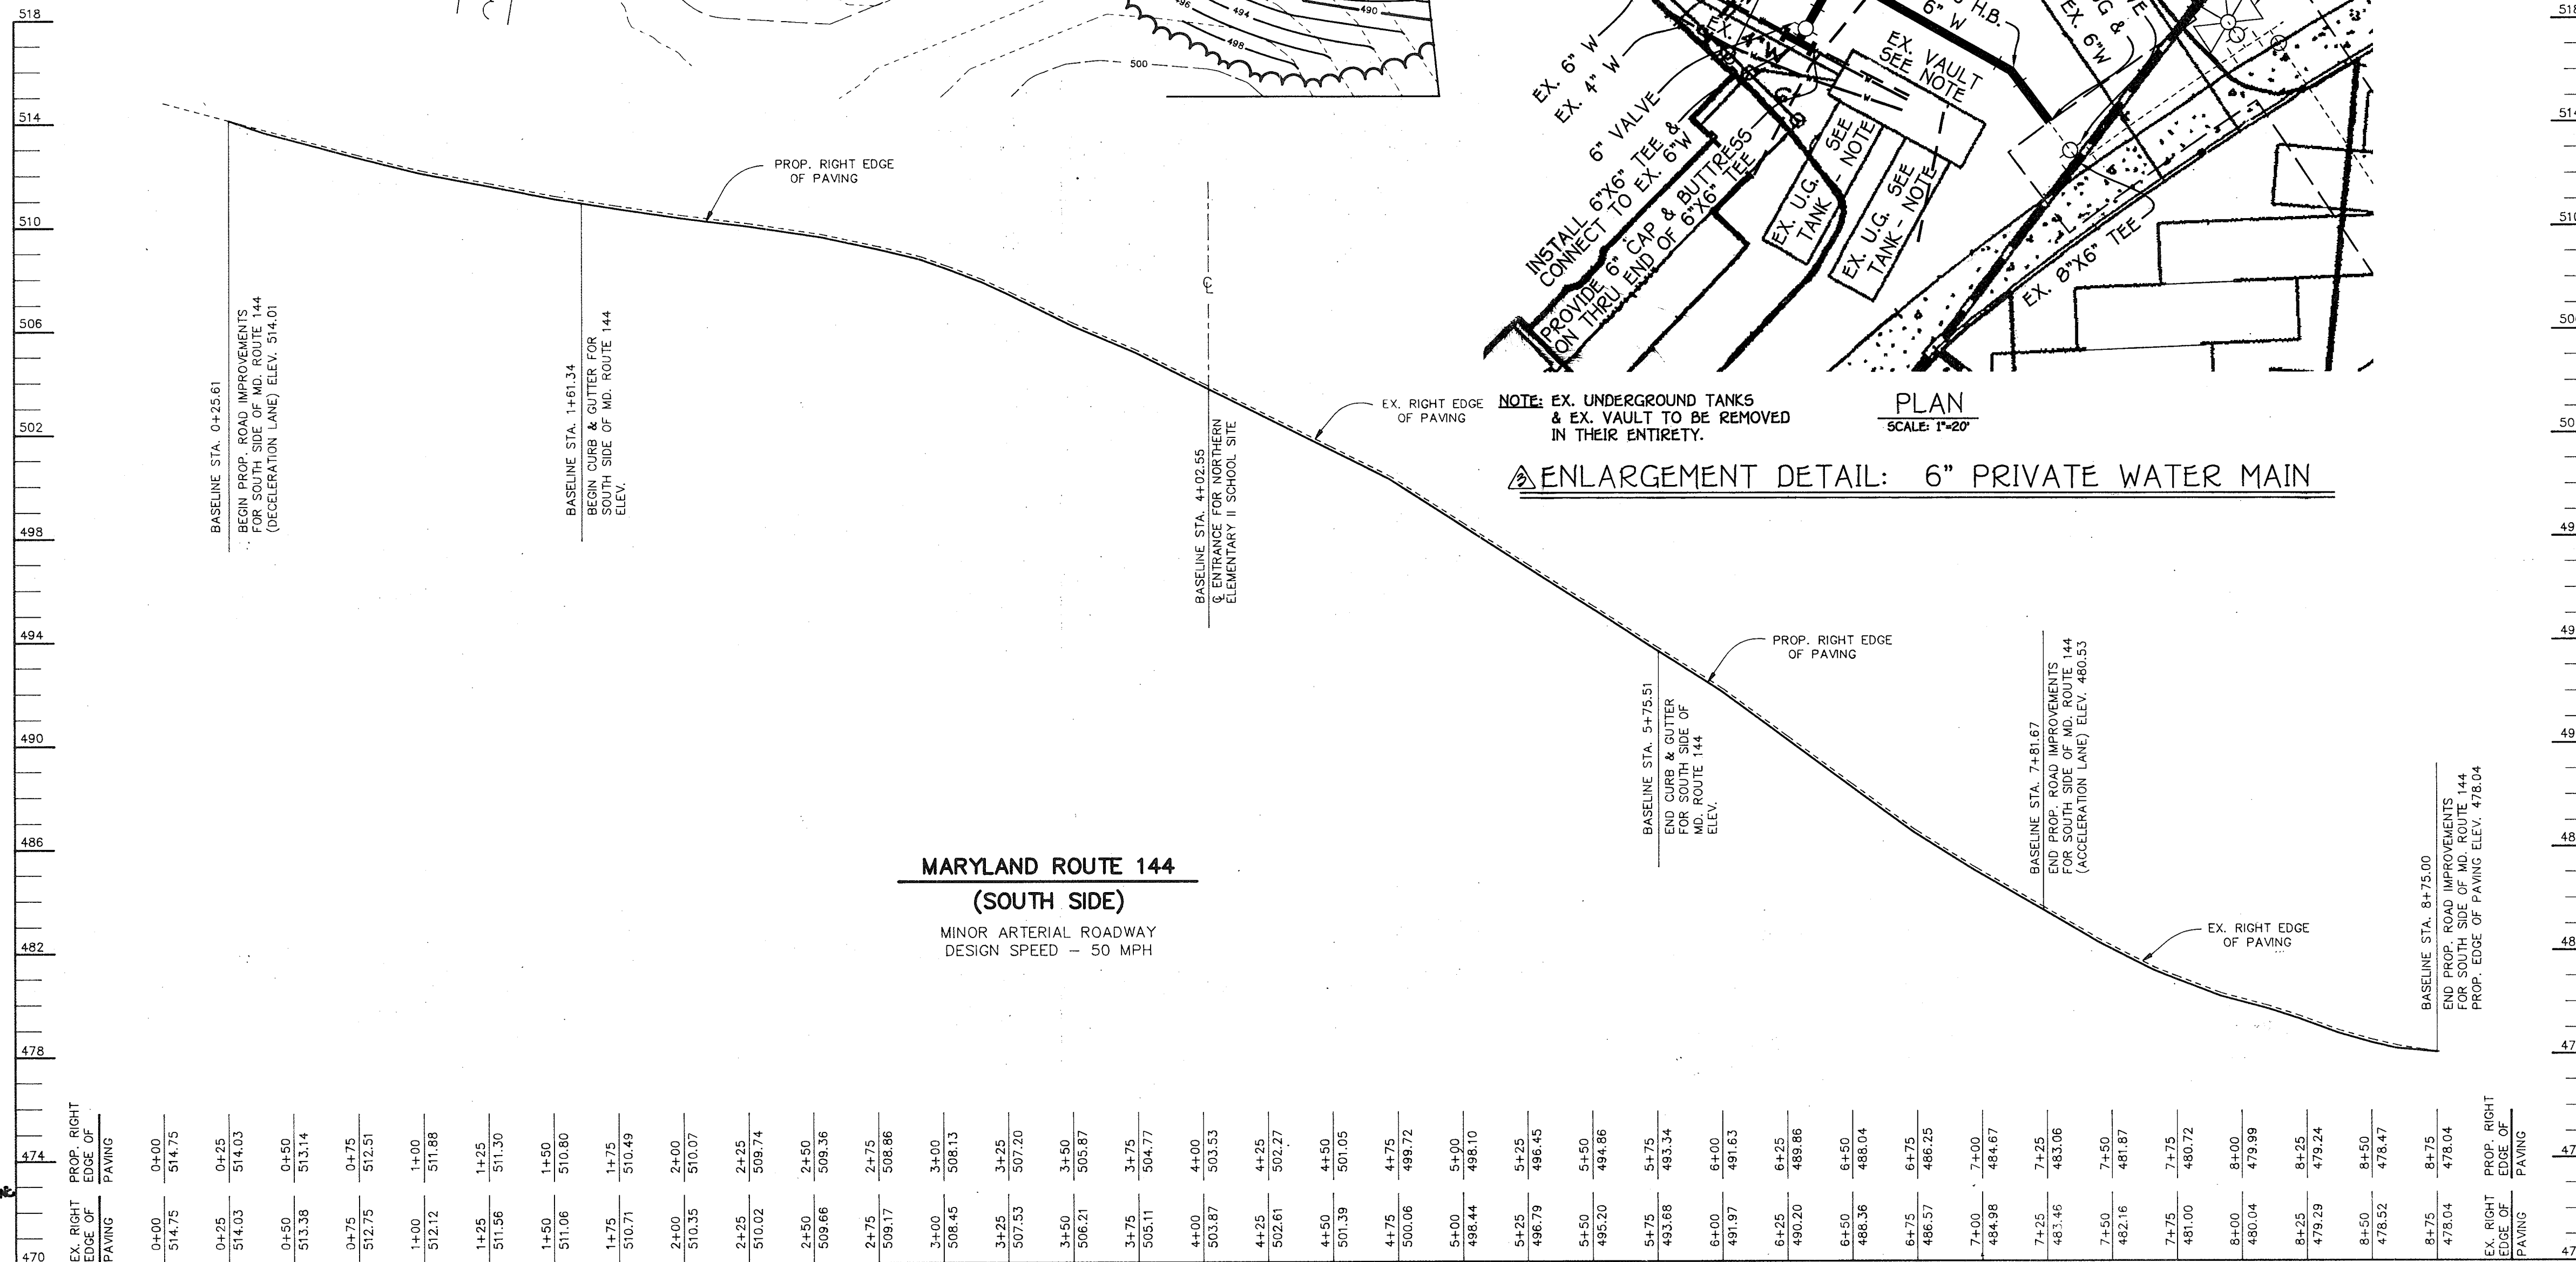 518
514
510
506
502
498
494
490
486
482
478
474
470
496
494
498
490
500
PROP. RIGHT EDGE
OF PAVING
BASELINE STA. 0+25.61
BEGIN PROP. ROAD IMPROVEMENTS
FOR SOUTH SIDE OF MD. ROUTE 144
(DECELERATION LANE) ELEV. 514.01
BASELINE STA. 1+61.34
BEGIN CURB & GUTTER FOR
SOUTH SIDE OF MD. ROUTE 144
ELEV.
BASELINE STA. 4+02.55
℄ ENTRANCE FOR NORTHERN
ELEMENTARY II SCHOOL SITE
EX. RIGHT EDGE
OF PAVING
EX. 6" W
EX. 4" W
6" VALVE
EX. 4" W
H.B.
6" W
EX. 6"W
EX. VAULT
SEE NOTE
INSTALL 6"X6" TEE &
CONNECT TO EX. 6"W
PROVIDE 6" CAP & BUTTRESS
ON THRU END OF 6"X6" TEE
EX. U.G. SEE
TANK - NOTE
EX. U.G. SEE
TANK - NOTE
EX. 8"X6" TEE
NOTE: EX. UNDERGROUND TANKS
& EX. VAULT TO BE REMOVED
IN THEIR ENTIRETY.
PLAN
SCALE: 1"=20'
3 ENLARGEMENT DETAIL: 6" PRIVATE WATER MAIN
BASELINE STA. 5+75.51
END CURB & GUTTER
FOR SOUTH SIDE OF
MD. ROUTE 144
ELEV.
PROP. RIGHT EDGE
OF PAVING
BASELINE STA. 7+81.67
END PROP. ROAD IMPROVEMENTS
FOR SOUTH SIDE OF MD. ROUTE 144
(ACCELERATION LANE) ELEV. 480.53
EX. RIGHT EDGE
OF PAVING
BASELINE STA. 8+75.00
END PROP. ROAD IMPROVEMENTS
FOR SOUTH SIDE OF MD. ROUTE 144
PROP. EDGE OF PAVING ELEV. 478.04
MARYLAND ROUTE 144
(SOUTH SIDE)
MINOR ARTERIAL ROADWAY
DESIGN SPEED – 50 MPH
PROP. RIGHT
EDGE OF
PAVING
0+00 514.75
0+25 514.03
0+50 513.14
0+75 512.51
1+00 511.88
1+25 511.30
1+50 510.80
1+75 510.49
2+00 510.07
2+25 509.74
2+50 509.36
2+75 508.86
3+00 508.13
3+25 507.20
3+50 505.87
3+75 504.77
4+00 503.53
4+25 502.27
4+50 501.05
4+75 499.72
5+00 498.10
5+25 496.45
5+50 494.86
5+75 493.34
6+00 491.63
6+25 489.86
6+50 488.04
6+75 486.25
7+00 484.67
7+25 483.06
7+50 481.87
7+75 480.72
8+00 479.99
8+25 479.24
8+50 478.47
8+75 478.04
PROP. RIGHT
EDGE OF
PAVING
EX. RIGHT
EDGE OF
PAVING
0+00 514.75
0+25 514.03
0+50 513.38
0+75 512.75
1+00 512.12
1+25 511.56
1+50 511.06
1+75 510.71
2+00 510.35
2+25 510.02
2+50 509.66
2+75 509.17
3+00 508.45
3+25 507.53
3+50 506.21
3+75 505.11
4+00 503.87
4+25 502.61
4+50 501.39
4+75 500.06
5+00 498.44
5+25 496.79
5+50 495.20
5+75 493.68
6+00 491.97
6+25 490.20
6+50 488.36
6+75 486.57
7+00 484.98
7+25 483.46
7+50 482.16
7+75 481.00
8+00 480.04
8+25 479.29
8+50 478.52
8+75 478.04
EX. RIGHT
EDGE OF
PAVING